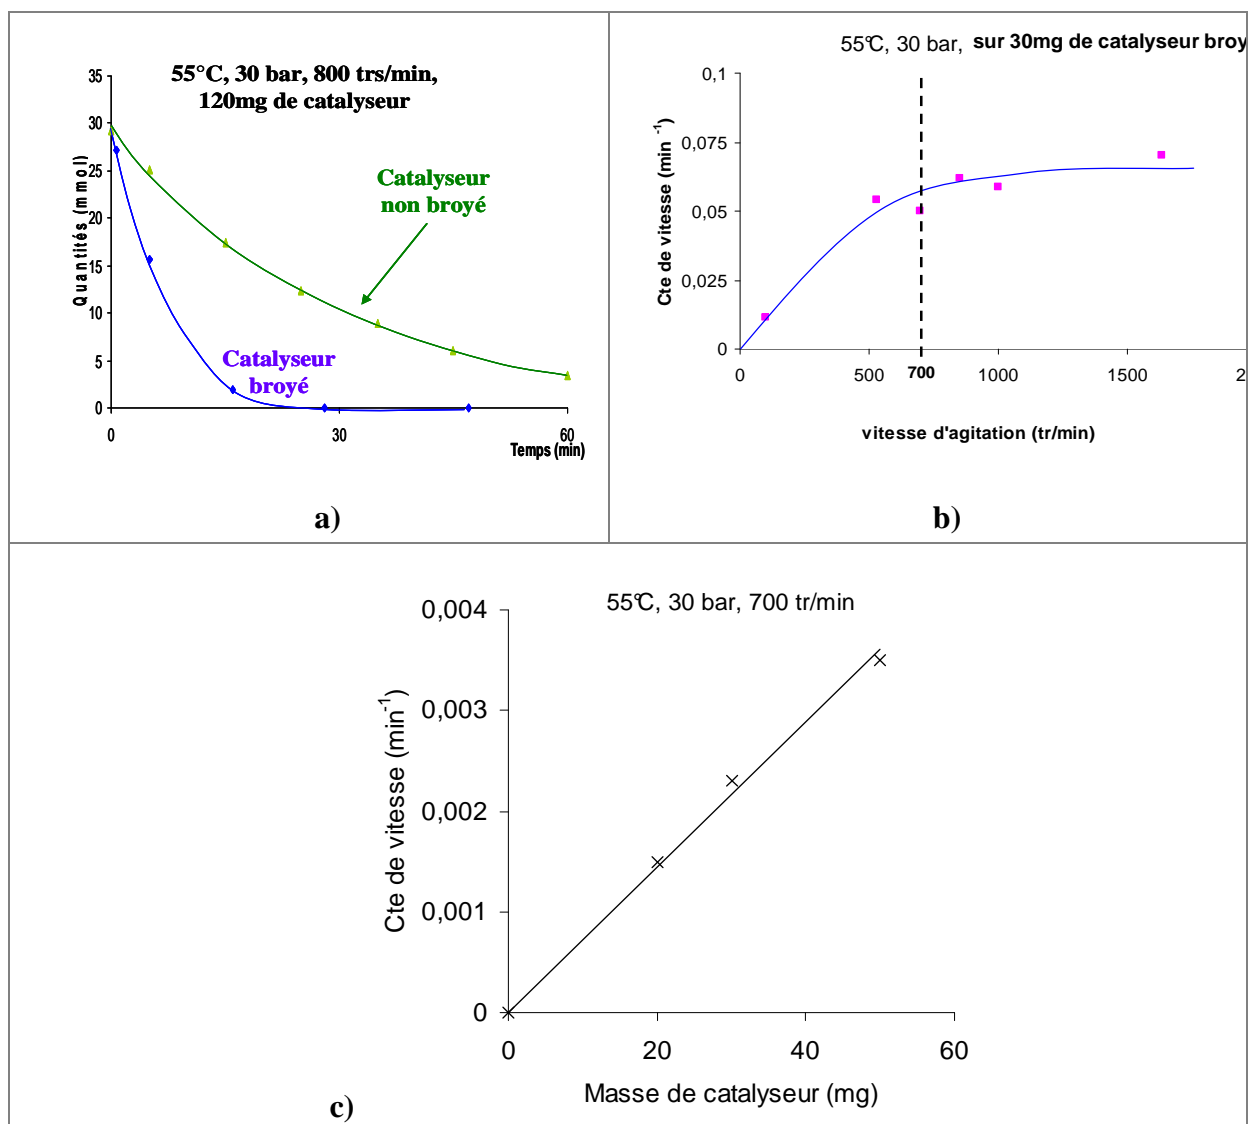 55°C, 30 bar, 800 trs/min,
120mg de catalyseur
35
30
25
20
15
10
5
0
Quantités (mmol)
Catalyseur
non broyé
Catalyseur
broyé
0
30
60
Temps (min)
a)
55°C, 30 bar, sur 30mg de catalyseur broy
0,1
0,075
0,05
0,025
0
Cte de vitesse (min -1)
0
500
700
1000
1500
2
vitesse d'agitation (tr/min)
b)
55°C, 30 bar, 700 tr/min
0,004
0,003
0,002
0,001
0
Cte de vitesse (min-1)
0
20
40
60
Masse de catalyseur (mg)
c)